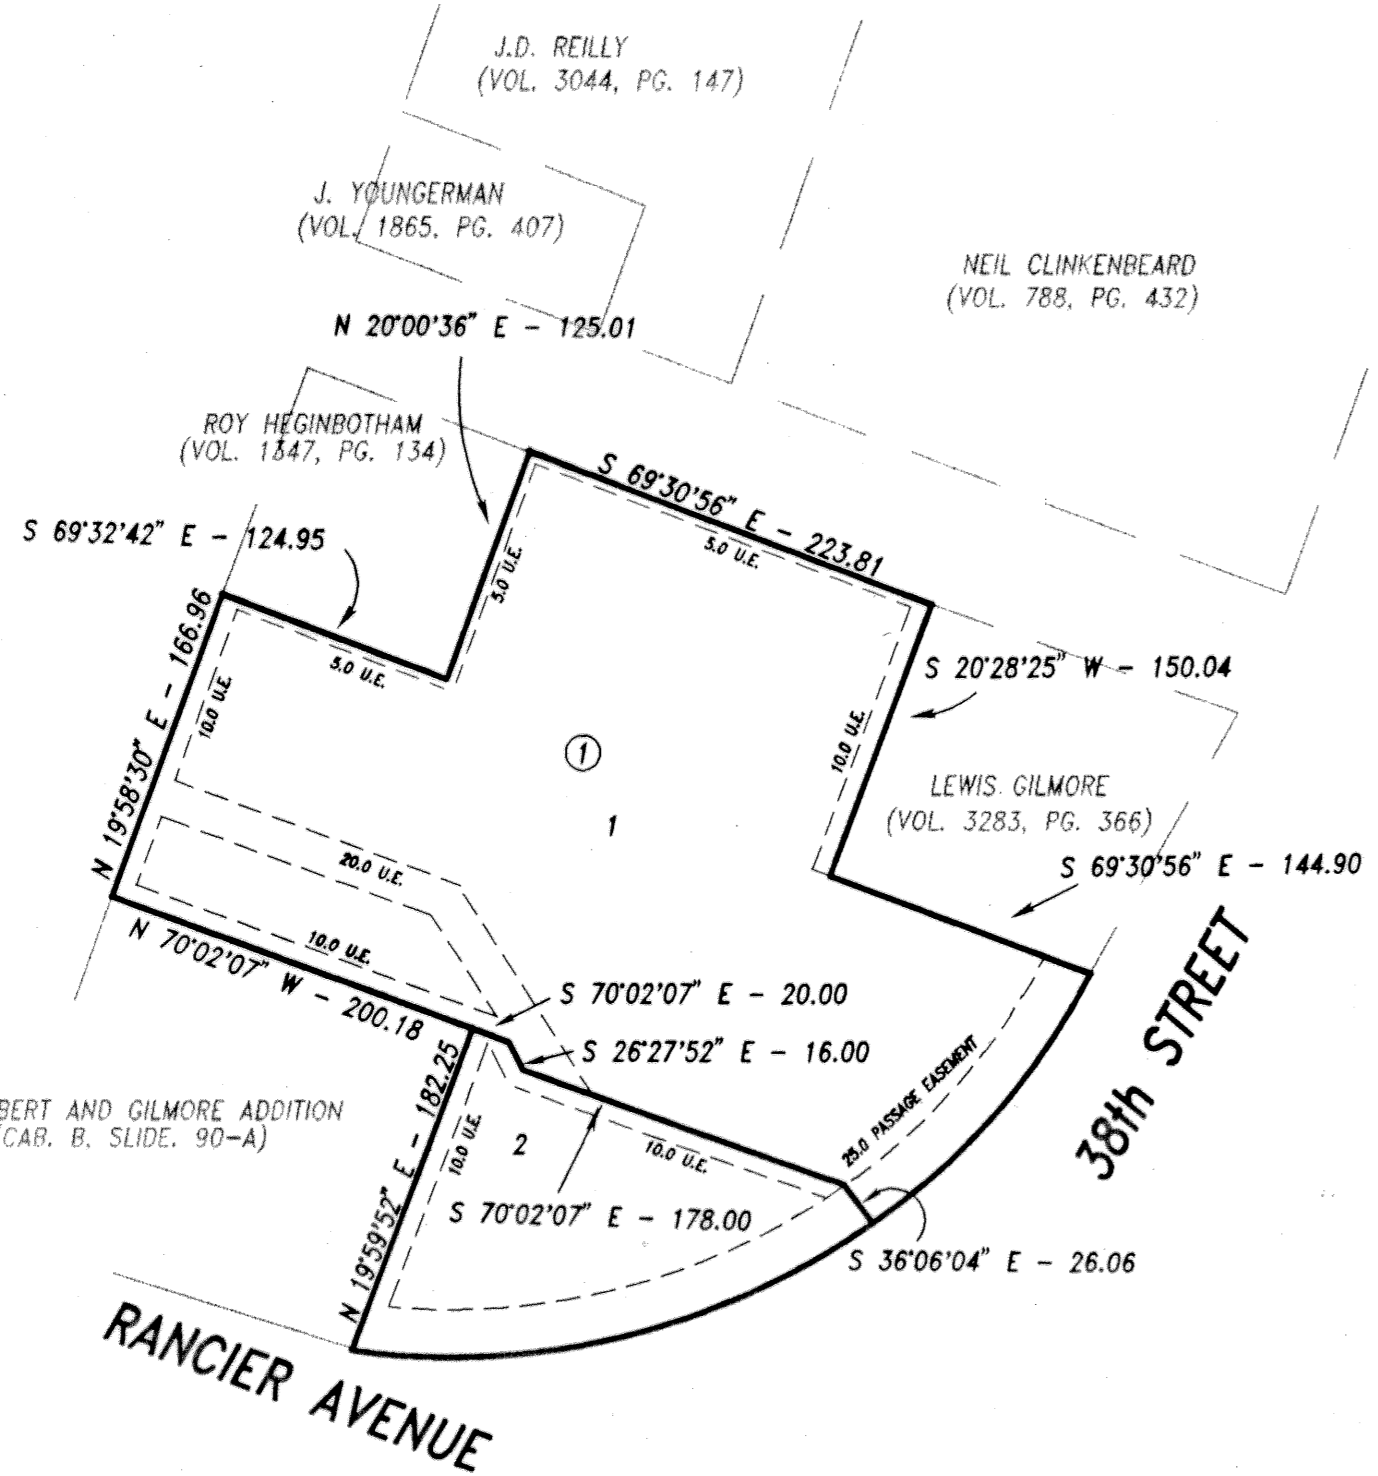 J.D. REILLY
(VOL. 3044, PG. 147)
J. YOUNGERMAN
(VOL. 1865, PG. 407)
NEIL CLINKENBEARD
(VOL. 788, PG. 432)
N 20°00'36" E - 125.01
ROY HEGINBOTHAM
(VOL. 1347, PG. 134)
S 69°30'56" E - 223.81
5.0 U.E.
S 69°32'42" E - 124.95
5.0 U.E.
5.0 U.E.
N 19°58'30" E - 166.96
10.0 U.E.
S 20°28'25" W - 150.04
10.0 U.E.
1
1
LEWIS GILMORE
(VOL. 3283, PG. 366)
S 69°30'56" E - 144.90
20.0 U.E.
10.0 U.E.
N 70°02'07" W - 200.18
S 70°02'07" E - 20.00
S 26°27'52" E - 16.00
38th STREET
25.0 PASSAGE EASEMENT
BERT AND GILMORE ADDITION
(CAB. B. SLIDE. 90-A)
N 19°59'52" E - 182.25
10.0 U.E.
2
10.0 U.E.
S 70°02'07" E - 178.00
S 36°06'04" E - 26.06
RANCIER AVENUE